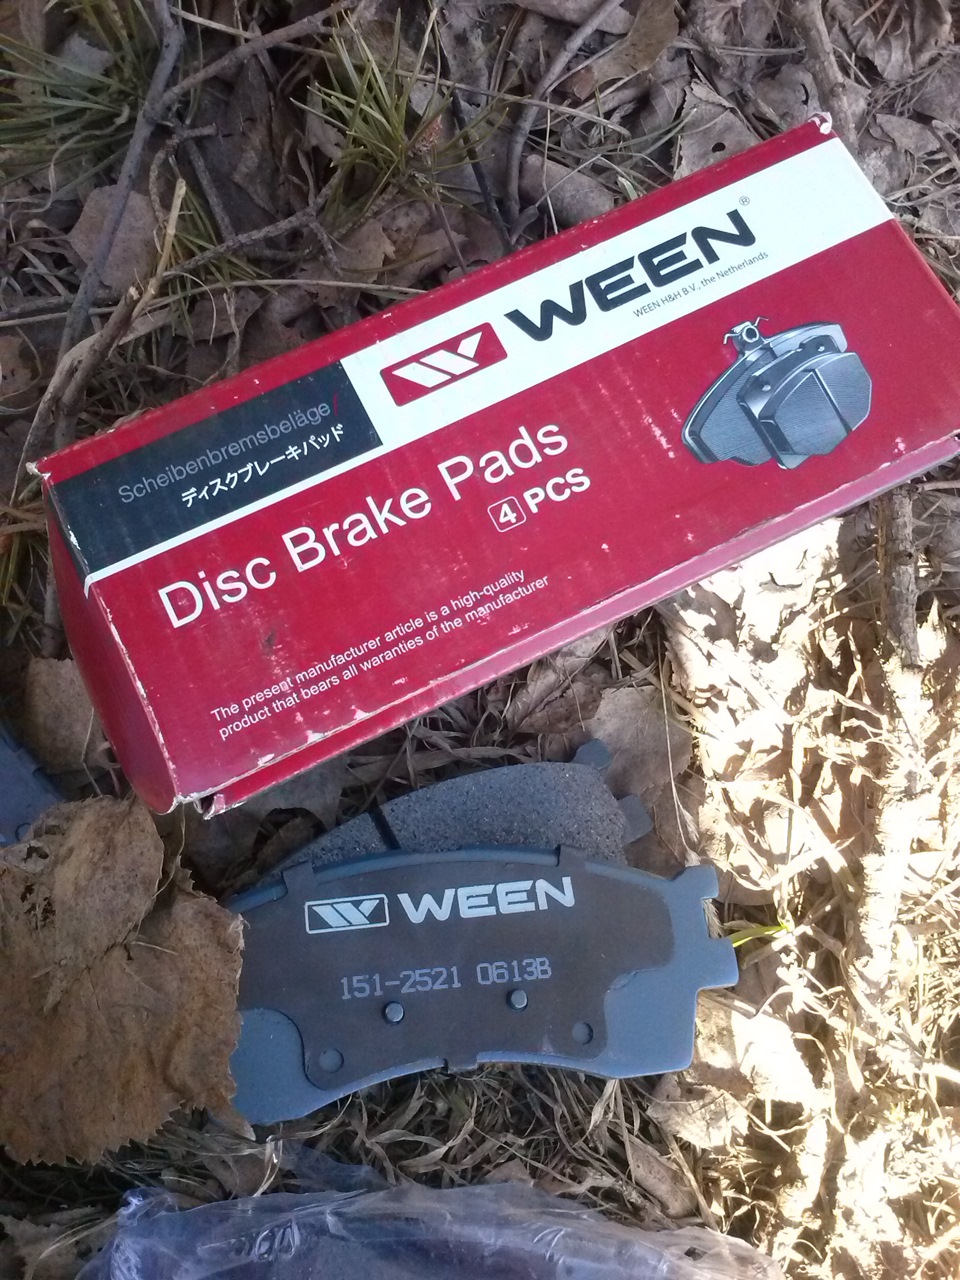 WEEN®
WEEN H&H B.V., the Netherlands
Scheibenbremsbeläge/
ディスクブレーキパッド
Disc Brake Pads
4 PCS
The present manufacturer article is a high-quality
product that bears all waranties of the manufacturer
WEEN
151-2521 0613B